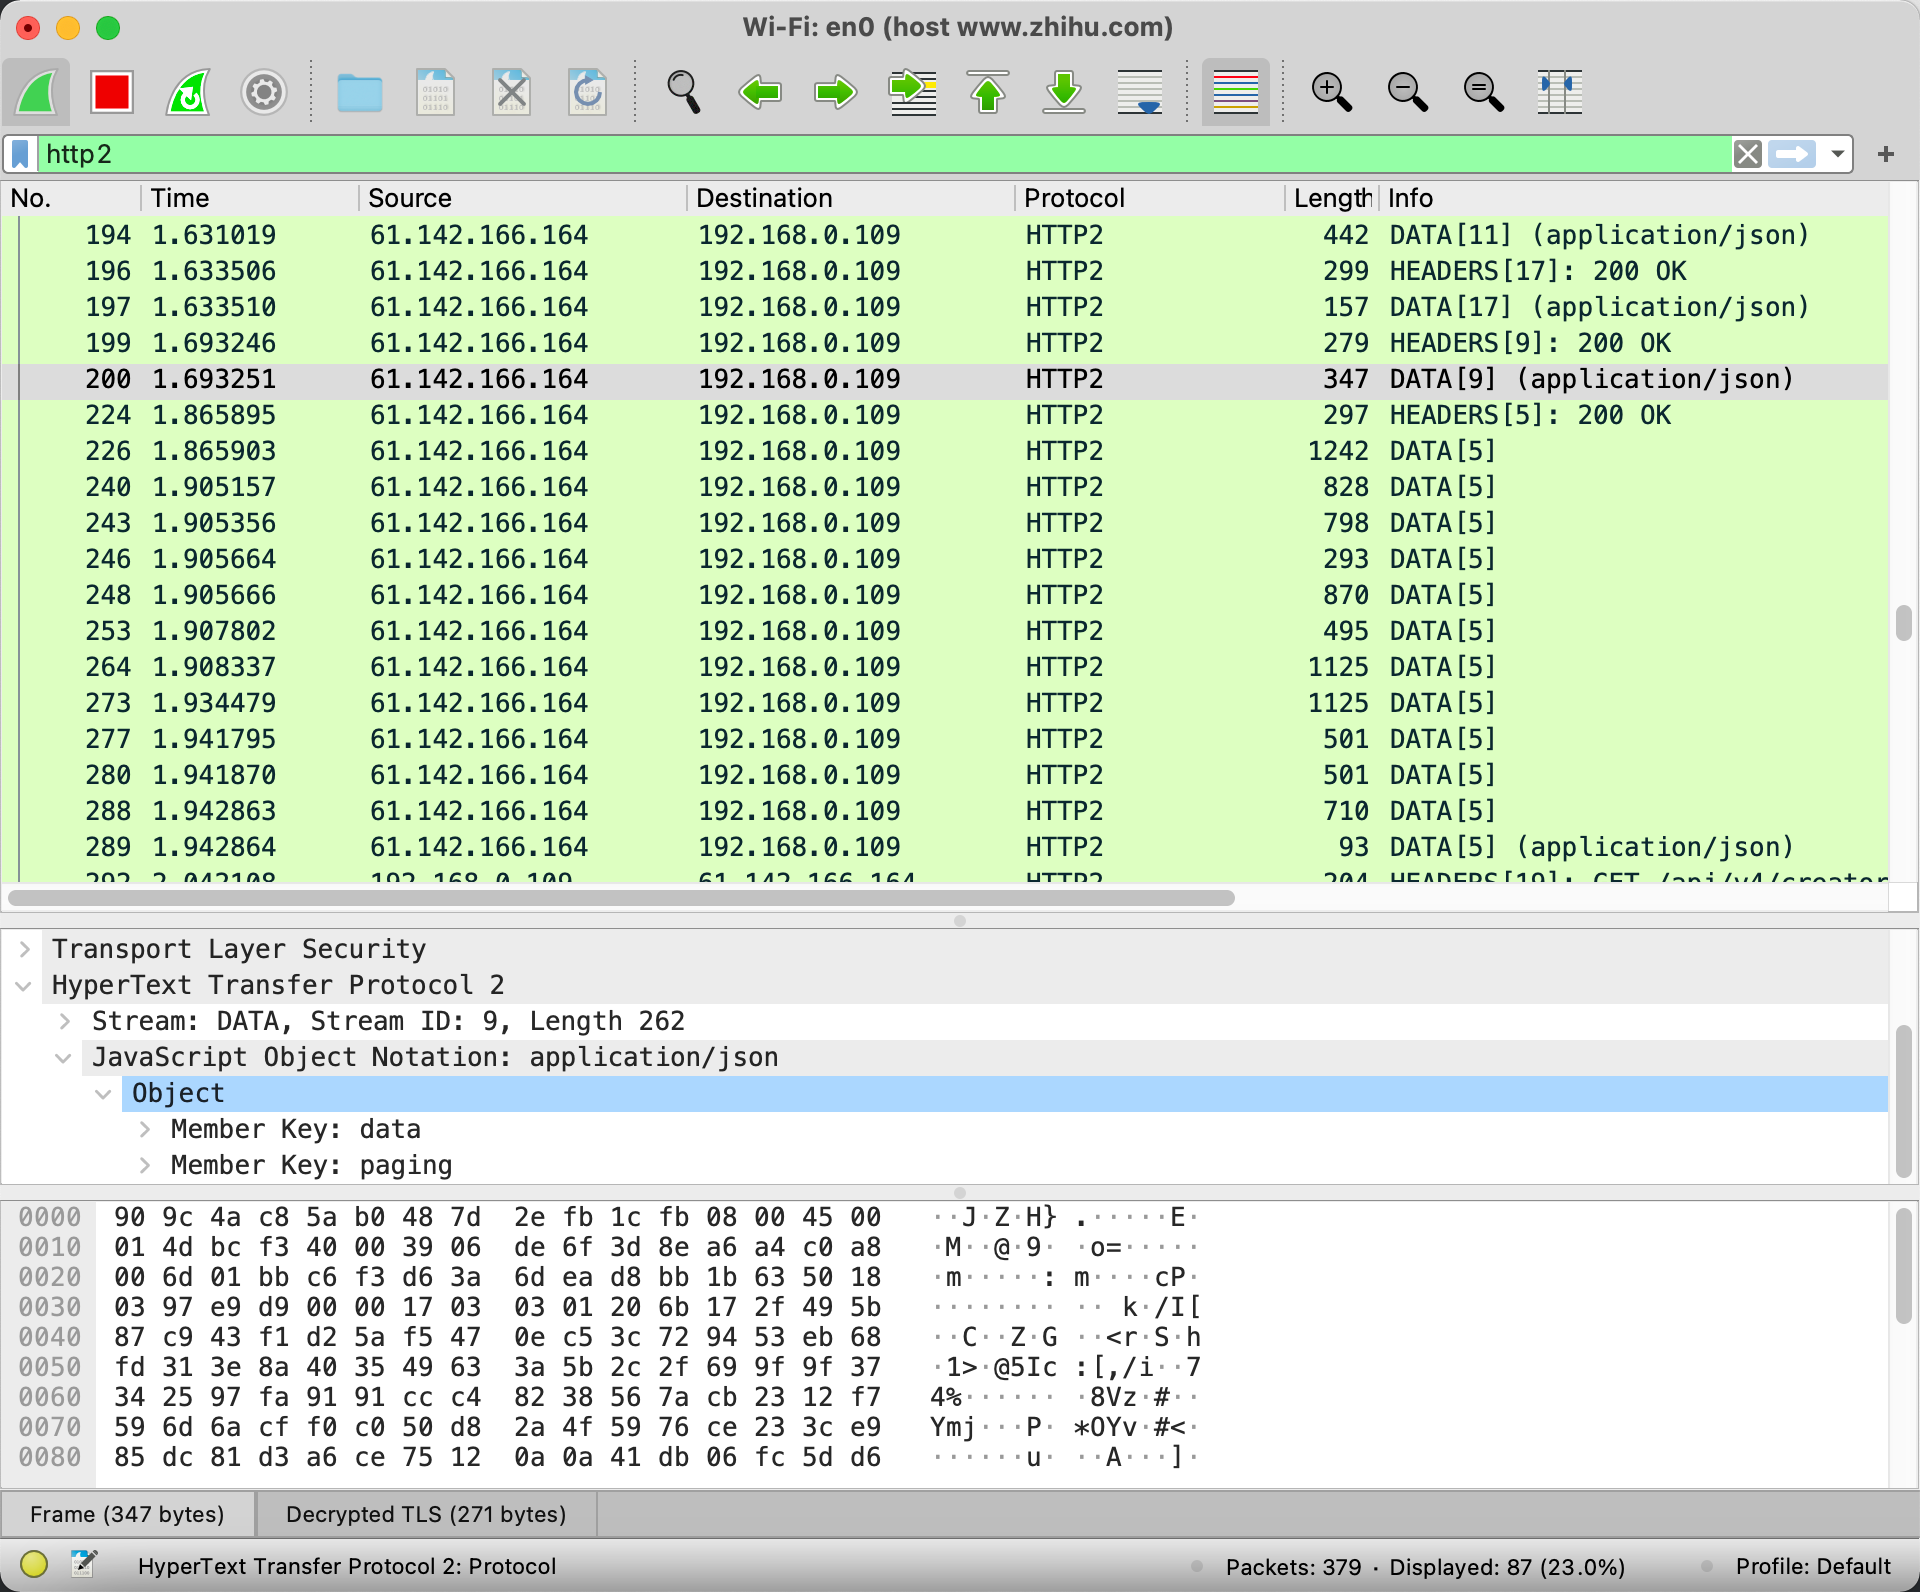 Wi-Fi: en0 (host www.zhihu.com)
http2
No. Time Source Destination Protocol Length Info
194 1.631019 61.142.166.164 192.168.0.109 HTTP2 442 DATA[11] (application/json)
196 1.633506 61.142.166.164 192.168.0.109 HTTP2 299 HEADERS[17]: 200 OK
197 1.633510 61.142.166.164 192.168.0.109 HTTP2 157 DATA[17] (application/json)
199 1.693246 61.142.166.164 192.168.0.109 HTTP2 279 HEADERS[9]: 200 OK
200 1.693251 61.142.166.164 192.168.0.109 HTTP2 347 DATA[9] (application/json)
224 1.865895 61.142.166.164 192.168.0.109 HTTP2 297 HEADERS[5]: 200 OK
226 1.865903 61.142.166.164 192.168.0.109 HTTP2 1242 DATA[5]
240 1.905157 61.142.166.164 192.168.0.109 HTTP2 828 DATA[5]
243 1.905356 61.142.166.164 192.168.0.109 HTTP2 798 DATA[5]
246 1.905664 61.142.166.164 192.168.0.109 HTTP2 293 DATA[5]
248 1.905666 61.142.166.164 192.168.0.109 HTTP2 870 DATA[5]
253 1.907802 61.142.166.164 192.168.0.109 HTTP2 495 DATA[5]
264 1.908337 61.142.166.164 192.168.0.109 HTTP2 1125 DATA[5]
273 1.934479 61.142.166.164 192.168.0.109 HTTP2 1125 DATA[5]
277 1.941795 61.142.166.164 192.168.0.109 HTTP2 501 DATA[5]
280 1.941870 61.142.166.164 192.168.0.109 HTTP2 501 DATA[5]
288 1.942863 61.142.166.164 192.168.0.109 HTTP2 710 DATA[5]
289 1.942864 61.142.166.164 192.168.0.109 HTTP2 93 DATA[5] (application/json)
2.042108 192.168.0.109 61.142.166.164 HTTP2 204 HEADERS[19]: GET /api/v4/creator
Transport Layer Security
HyperText Transfer Protocol 2
Stream: DATA, Stream ID: 9, Length 262
JavaScript Object Notation: application/json
Object
Member Key: data
Member Key: paging
0000 90 9c 4a c8 5a b0 48 7d 2e fb 1c fb 08 00 45 00 ··J·Z·H} .·····E·
0010 01 4d bc f3 40 00 39 06 de 6f 3d 8e a6 a4 c0 a8 ·M··@·9· ·o=·····
0020 00 6d 01 bb c6 f3 d6 3a 6d ea d8 bb 1b 63 50 18 ·m·····: m····cP·
0030 03 97 e9 d9 00 00 17 03 03 01 20 6b 17 2f 49 5b ········ ·· k·/I[
0040 87 c9 43 f1 d2 5a f5 47 0e c5 3c 72 94 53 eb 68 ··C··Z·G ··<r·S·h
0050 fd 31 3e 8a 40 35 49 63 3a 5b 2c 2f 69 9f 9f 37 ·1>·@5Ic :[,/i··7
0060 34 25 97 fa 91 91 cc c4 82 38 56 7a cb 23 12 f7 4%······ ·8Vz·#··
0070 59 6d 6a cf f0 c0 50 d8 2a 4f 59 76 ce 23 3c e9 Ymj···P· *OYv·#<·
0080 85 dc 81 d3 a6 ce 75 12 0a 0a 41 db 06 fc 5d d6 ······u· ··A···]·
Frame (347 bytes) Decrypted TLS (271 bytes)
HyperText Transfer Protocol 2: Protocol Packets: 379 · Displayed: 87 (23.0%) Profile: Default